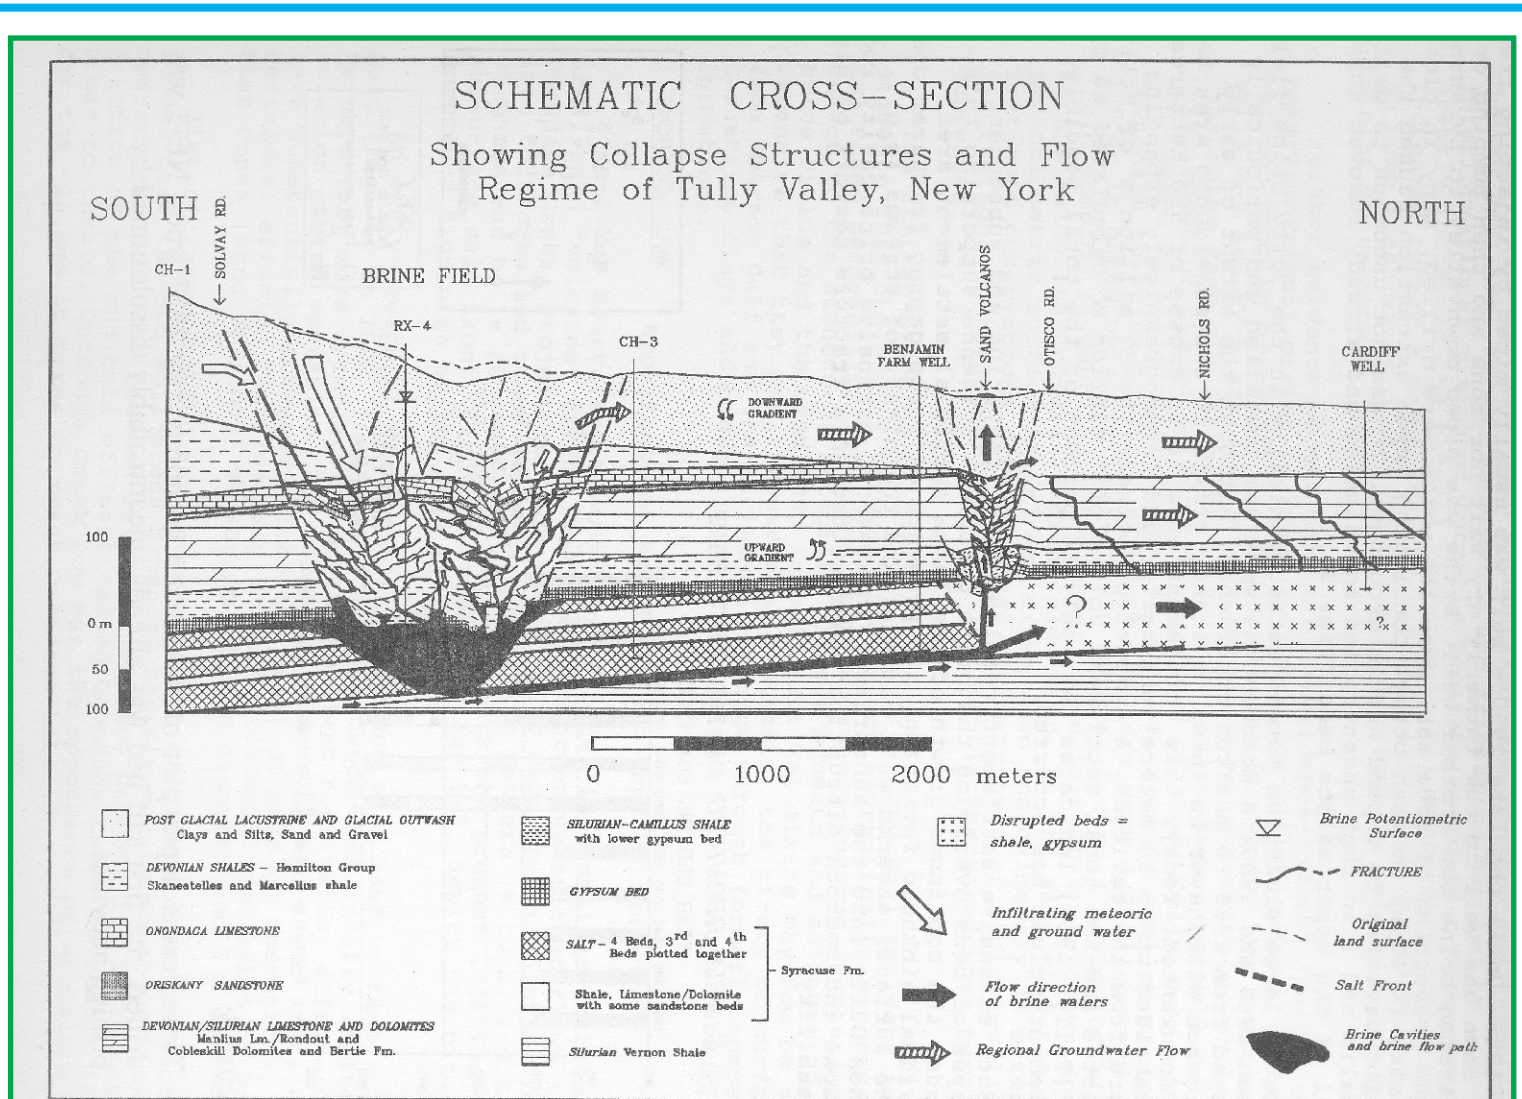 SCHEMATIC CROSS-SECTION
Showing Collapse Structures and Flow
Regime of Tully Valley, New York
SOUTH
NORTH
CH-1
SOLVAY RD.
BRINE FIELD
RX-4
CH-3
BENJAMIN
FARM WELL
SAND VOLCANOS
OTISCO RD.
NICHOLS RD.
CARDIFF
WELL
DOWNWARD
GRADIENT
UPWARD
GRADIENT
?
?
100
0 m
50
100
0 1000 2000 meters
POST GLACIAL LACUSTRINE AND GLACIAL OUTWASH
Clays and Silts, Sand and Gravel
DEVONIAN SHALES - Hamilton Group
Skaneatelles and Marcellus shale
ONONDACA LIMESTONE
ORISKANY SANDSTONE
DEVONIAN/SILURIAN LIMESTONE AND DOLOMITES
Manlius Lm./Rondout and
Cobleskill Dolomites and Bertie Fm.
SILURIAN-CAMILLUS SHALE
with lower gypsum bed
GYPSUM BED
SALT- 4 Beds, 3rd and 4th
Beds plotted together
Shale, Limestone/Dolomite
with some sandstone beds
Syracuse Fm.
Silurian Vernon Shale
Disrupted beds =
shale, gypsum
Infiltrating meteoric
and ground water
Flow direction
of brine waters
Regional Groundwater Flow
Brine Potentiometric
Surface
FRACTURE
Original
land surface
Salt Front
Brine Cavities
and brine flow path